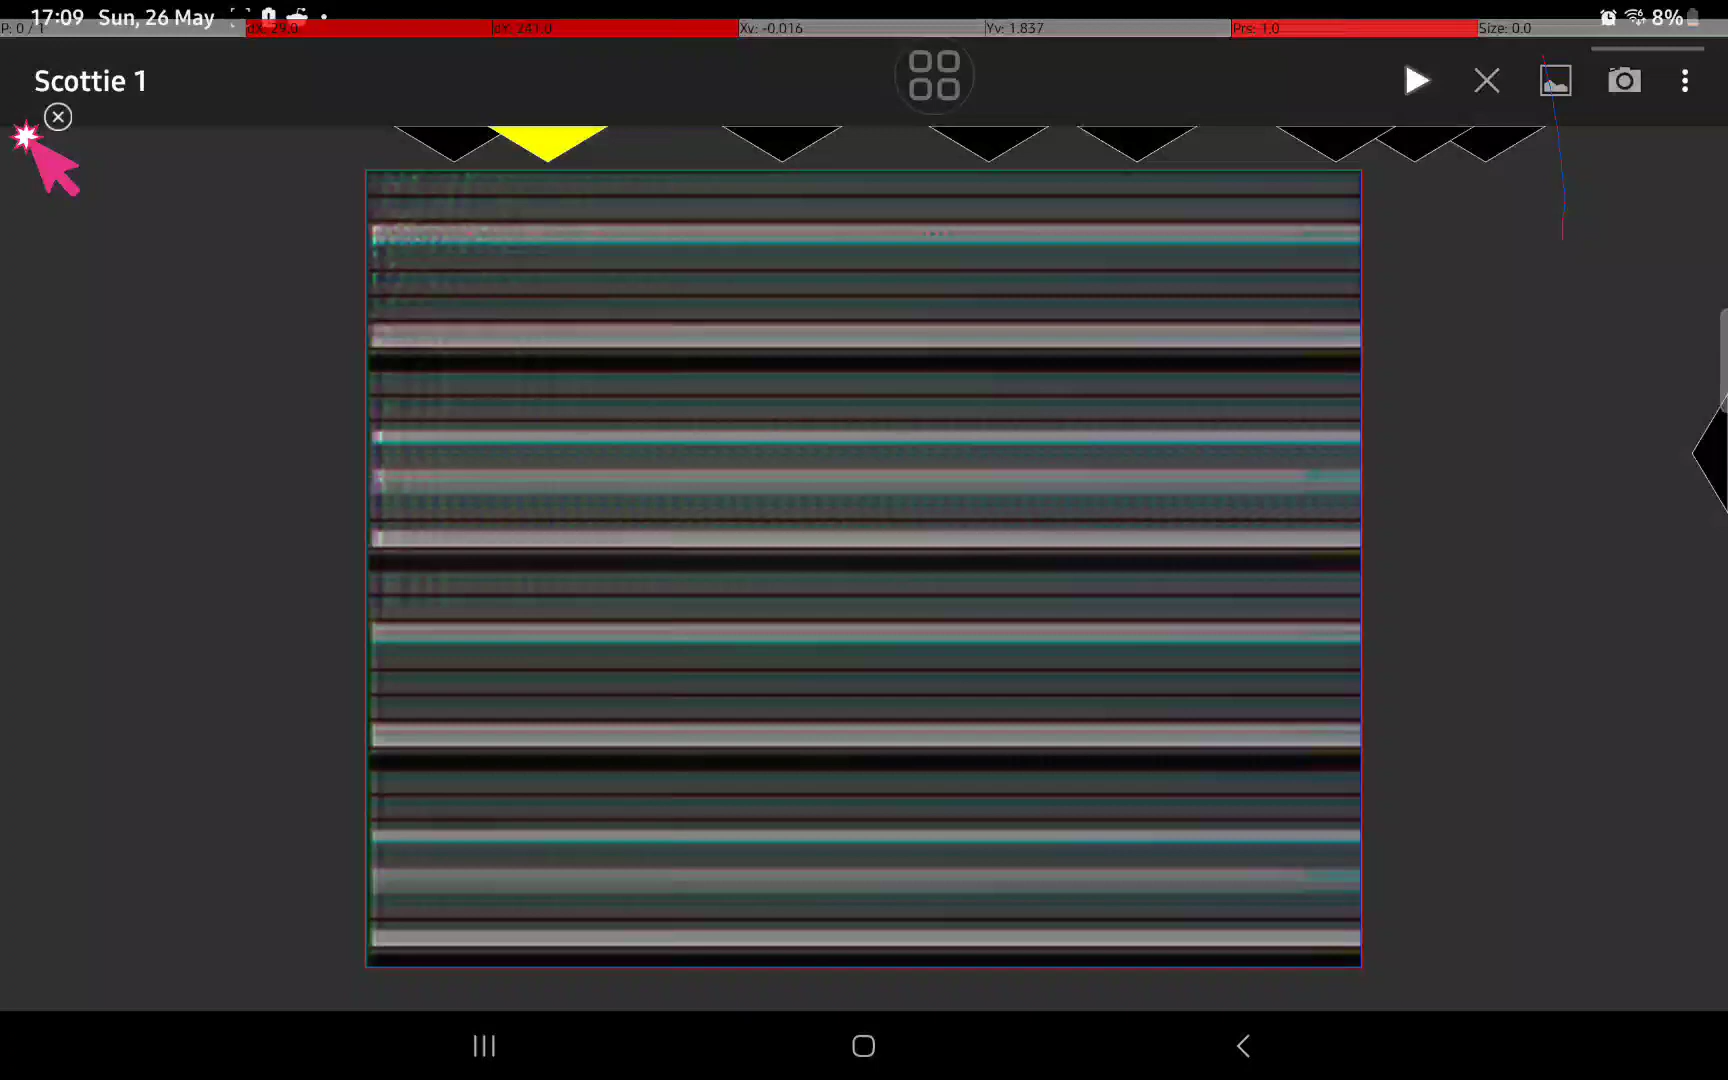 17:09 Sun, 26 May
8%
P: 0 / 1
dX: 29.0
dY: 241.0
Xv: -0.016
Yv: 1.837
Prs: 1.0
Size: 0.0
Scottie 1